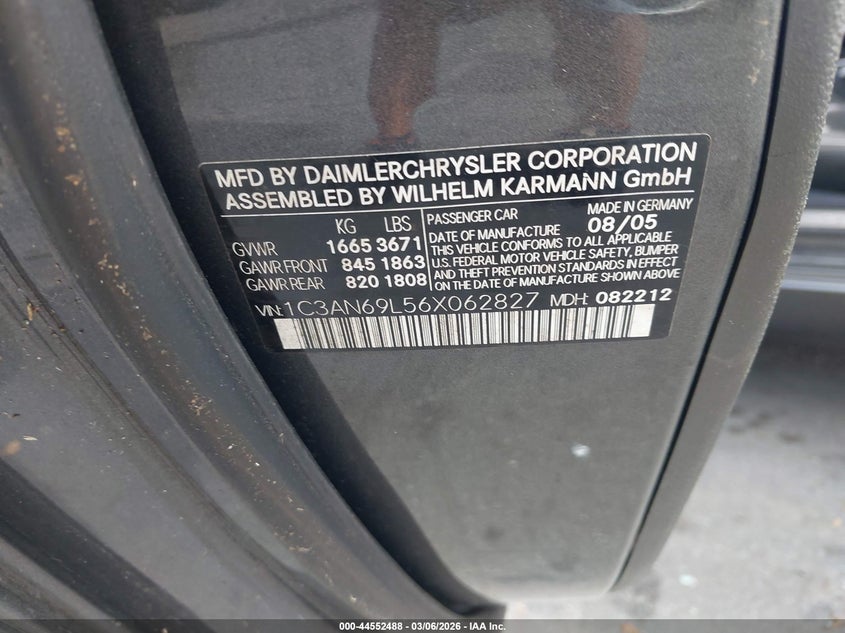 MFD BY DAIMLERCHRYSLER CORPORATION
ASSEMBLED BY WILHELM KARMANN GmbH
KG LBS
GVWR 1665 3671
GAWR FRONT 845 1863
GAWR REAR 820 1808
PASSENGER CAR MADE IN GERMANY
DATE OF MANUFACTURE 08/05
THIS VEHICLE CONFORMS TO ALL APPLICABLE
U.S. FEDERAL MOTOR VEHICLE SAFETY, BUMPER
AND THEFT PREVENTION STANDARDS IN EFFECT
ON THE DATE OF MANUFACTURE SHOWN ABOVE.
VIN: 1C3AN69L56X062827 MDH: 082212
000-44552488 | 03/06/2026 | IAA Inc.